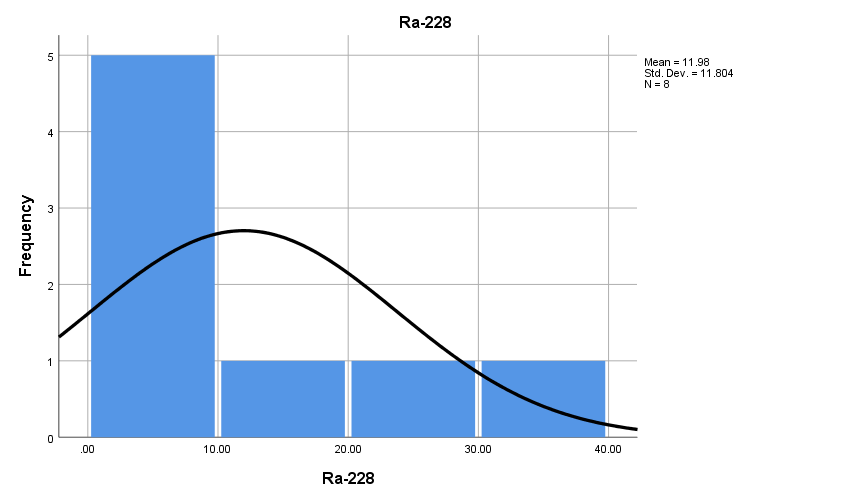 Ra-228
Mean = 11.98
Std. Dev. = 11.804
N = 8
5
4
3
2
1
0
Frequency
.00 10.00 20.00 30.00 40.00
Ra-228